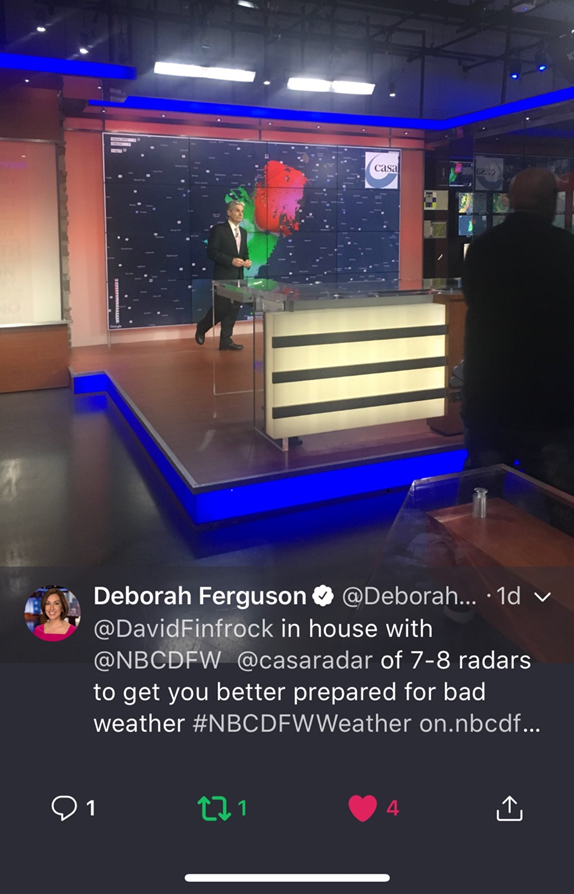 casa
Deborah Ferguson @Deborah... · 1d
@DavidFinfrock in house with
@NBCDFW @casaradar of 7-8 radars
to get you better prepared for bad
weather #NBCDFWWeather on.nbcdf...
1 1 4